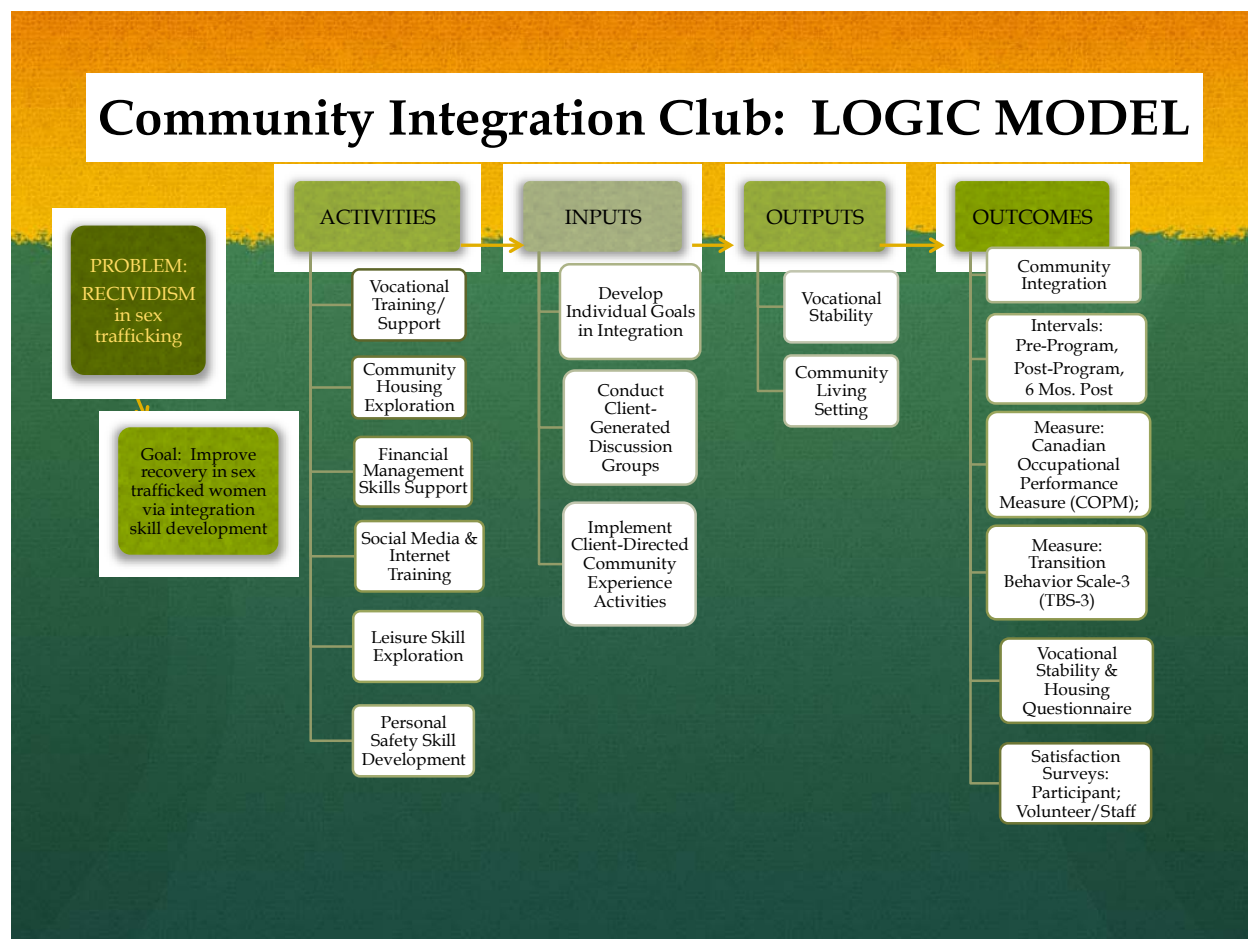 Community Integration Club:  LOGIC MODEL
PROBLEM:
RECIVIDISM
in sex
trafficking
Goal:  Improve
recovery in sex
trafficked women
via integration
skill development
ACTIVITIES
Vocational
Training/
Support
Community
Housing
Exploration
Financial
Management
Skills Support
Social Media &
Internet
Training
Leisure Skill
Exploration
Personal
Safety Skill
Development
INPUTS
Develop
Individual Goals
in Integration
Conduct
Client-
Generated
Discussion
Groups
Implement
Client-Directed
Community
Experience
Activities
OUTPUTS
Vocational
Stability
Community
Living
Setting
OUTCOMES
Community
Integration
Intervals:
Pre-Program,
Post-Program,
6 Mos. Post
Measure:
Canadian
Occupational
Performance
Measure (COPM);
Measure:
Transition
Behavior Scale-3
(TBS-3)
Vocational
Stability &
Housing
Questionnaire
Satisfaction
Surveys:
Participant;
Volunteer/Staff